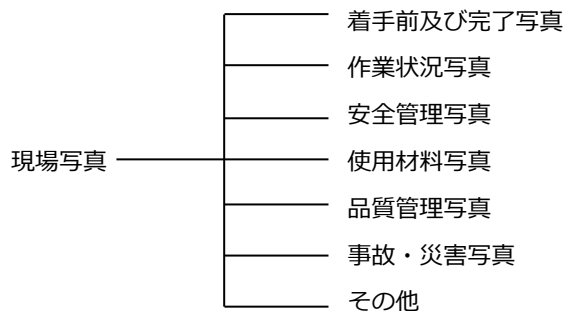 現場写真
着手前及び完了写真
作業状況写真
安全管理写真
使用材料写真
品質管理写真
事故・災害写真
その他